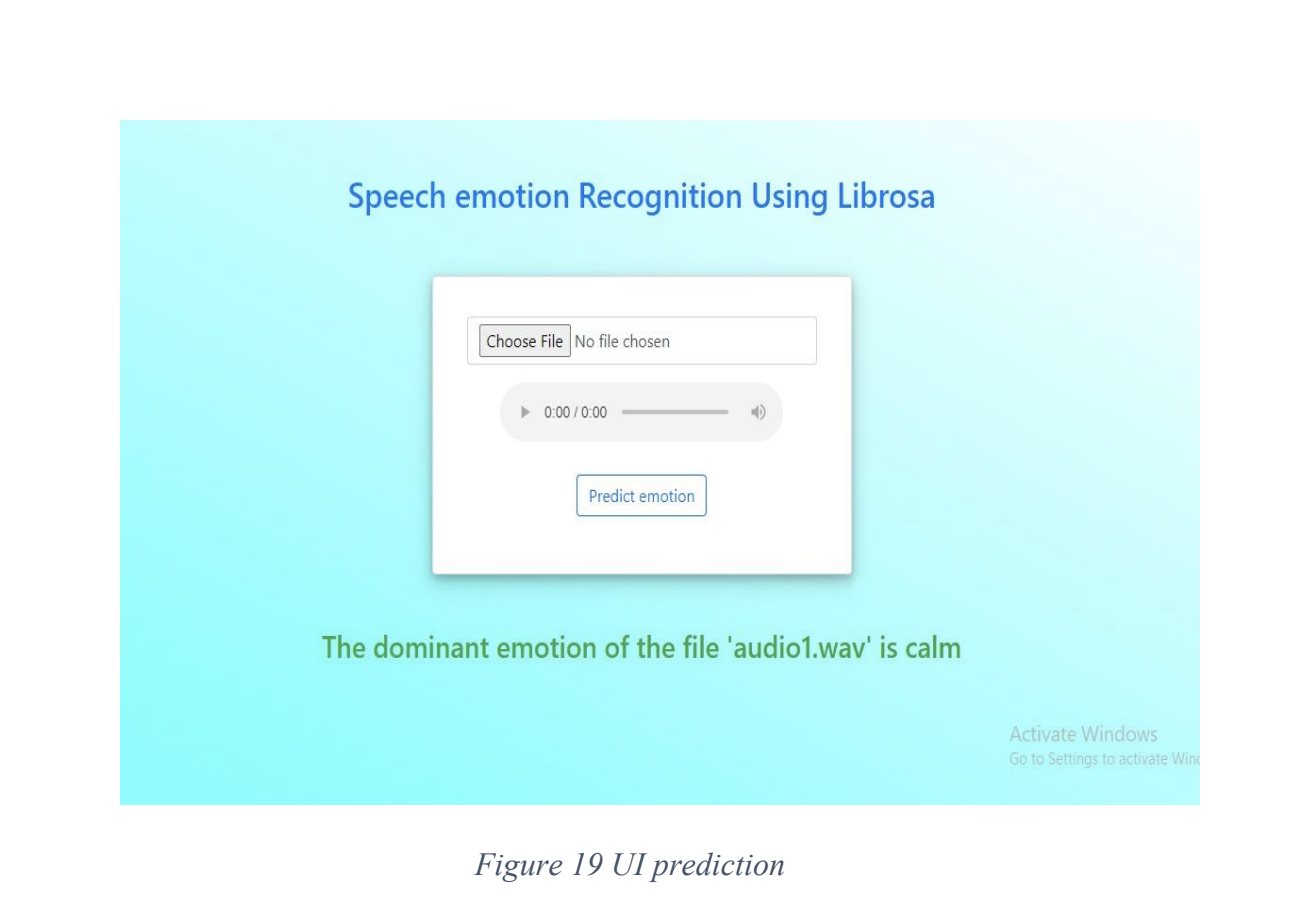 Speech emotion Recognition Using Librosa
Choose File No file chosen
0:00 / 0:00
Predict emotion
The dominant emotion of the file 'audio1.wav' is calm
Activate Windows
Go to Settings to activate Wind
Figure 19 UI prediction